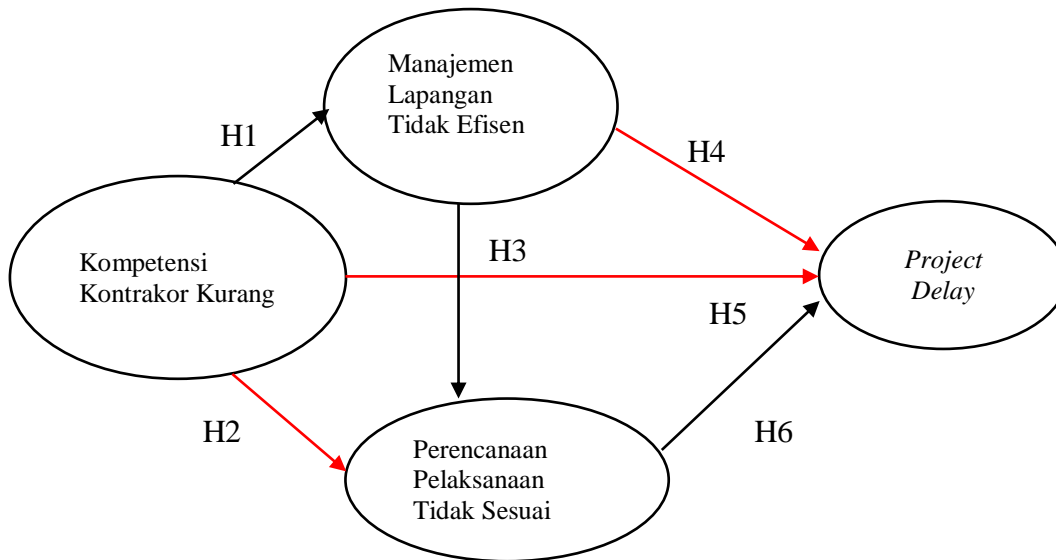 Manajemen
Lapangan
Tidak Efisen
H1
H4
H3
Kompetensi
Kontrakor Kurang
Project
Delay
H5
H2
H6
Perencanaan
Pelaksanaan
Tidak Sesuai